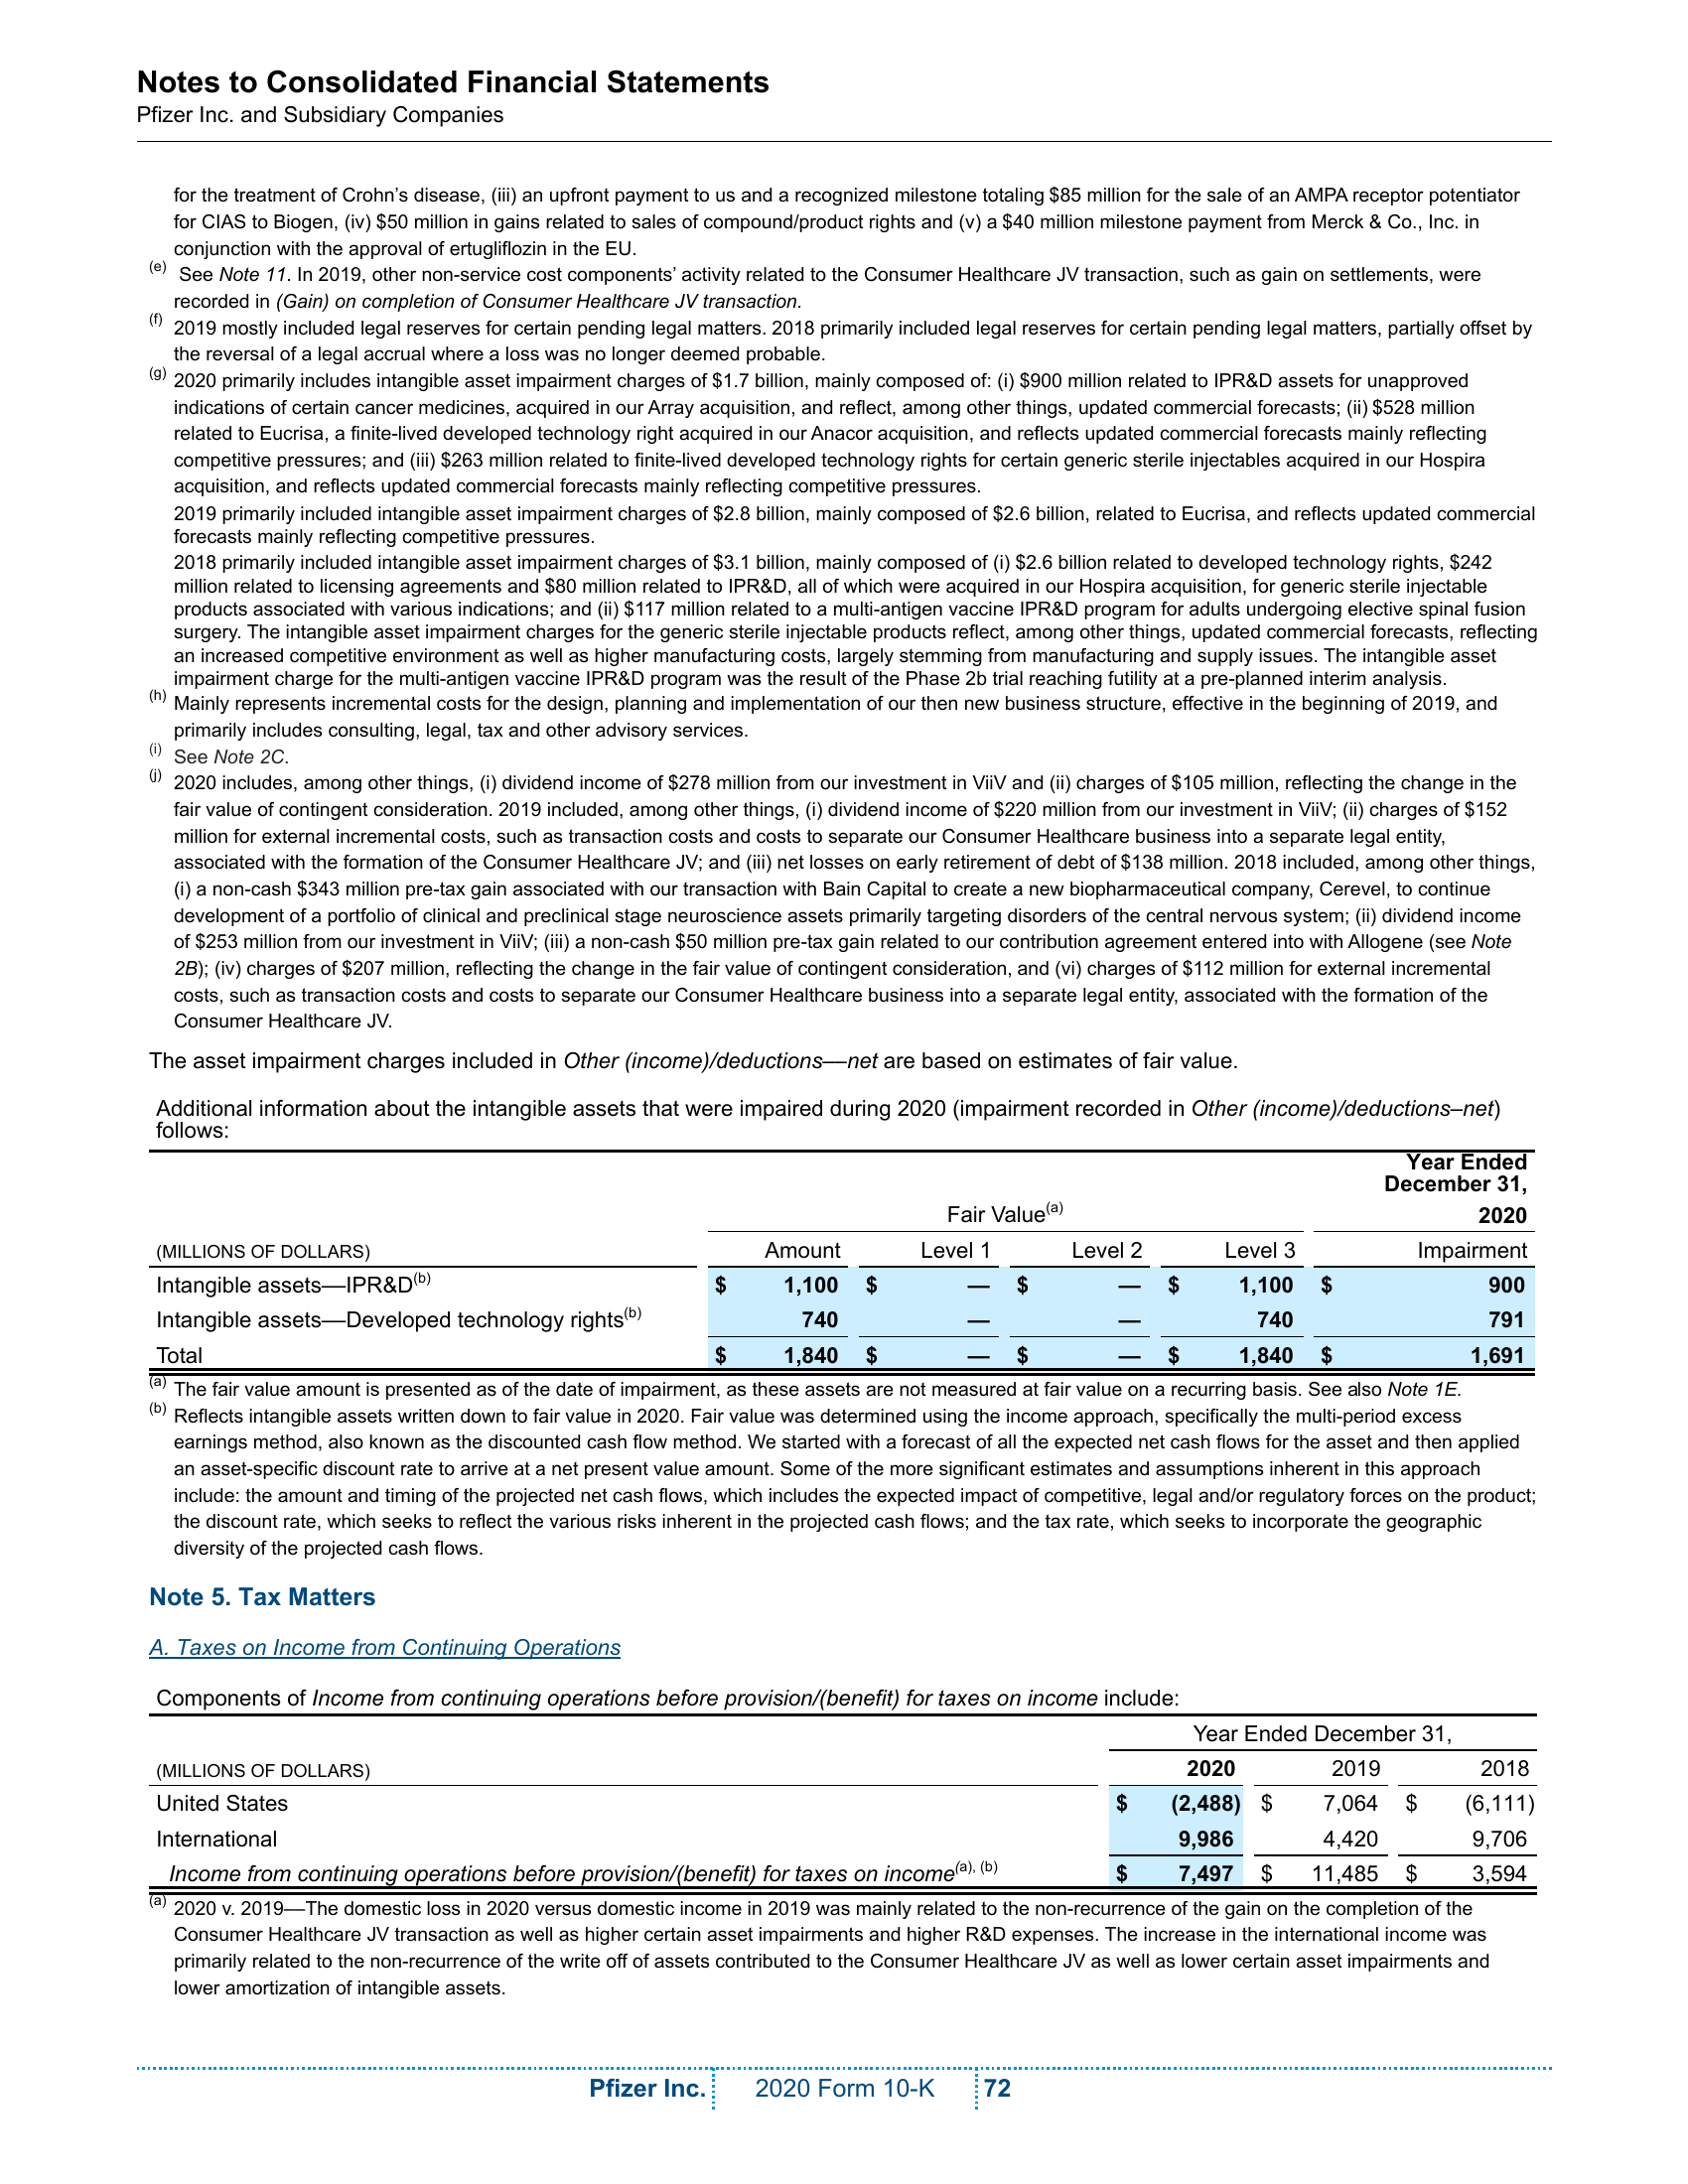 Notes to Consolidated Financial Statements
Pfizer Inc. and Subsidiary Companies
for the treatment of Crohn’s disease, (iii) an upfront payment to us and a recognized milestone totaling $85 million for the sale of an AMPA receptor potentiator
for CIAS to Biogen, (iv) $50 million in gains related to sales of compound/product rights and (v) a $40 million milestone payment from Merck & Co., Inc. in
conjunction with the approval of ertugliflozin in the EU.
(e) See Note 11. In 2019, other non-service cost components’ activity related to the Consumer Healthcare JV transaction, such as gain on settlements, were
recorded in (Gain) on completion of Consumer Healthcare JV transaction.
(f) 2019 mostly included legal reserves for certain pending legal matters. 2018 primarily included legal reserves for certain pending legal matters, partially offset by
the reversal of a legal accrual where a loss was no longer deemed probable.
(g) 2020 primarily includes intangible asset impairment charges of $1.7 billion, mainly composed of: (i) $900 million related to IPR&D assets for unapproved
indications of certain cancer medicines, acquired in our Array acquisition, and reflect, among other things, updated commercial forecasts; (ii) $528 million
related to Eucrisa, a finite-lived developed technology right acquired in our Anacor acquisition, and reflects updated commercial forecasts mainly reflecting
competitive pressures; and (iii) $263 million related to finite-lived developed technology rights for certain generic sterile injectables acquired in our Hospira
acquisition, and reflects updated commercial forecasts mainly reflecting competitive pressures.
2019 primarily included intangible asset impairment charges of $2.8 billion, mainly composed of $2.6 billion, related to Eucrisa, and reflects updated commercial
forecasts mainly reflecting competitive pressures.
2018 primarily included intangible asset impairment charges of $3.1 billion, mainly composed of (i) $2.6 billion related to developed technology rights, $242
million related to licensing agreements and $80 million related to IPR&D, all of which were acquired in our Hospira acquisition, for generic sterile injectable
products associated with various indications; and (ii) $117 million related to a multi-antigen vaccine IPR&D program for adults undergoing elective spinal fusion
surgery. The intangible asset impairment charges for the generic sterile injectable products reflect, among other things, updated commercial forecasts, reflecting
an increased competitive environment as well as higher manufacturing costs, largely stemming from manufacturing and supply issues. The intangible asset
impairment charge for the multi-antigen vaccine IPR&D program was the result of the Phase 2b trial reaching futility at a pre-planned interim analysis.
(h) Mainly represents incremental costs for the design, planning and implementation of our then new business structure, effective in the beginning of 2019, and
primarily includes consulting, legal, tax and other advisory services.
(i) See Note 2C.
(j) 2020 includes, among other things, (i) dividend income of $278 million from our investment in ViiV and (ii) charges of $105 million, reflecting the change in the
fair value of contingent consideration. 2019 included, among other things, (i) dividend income of $220 million from our investment in ViiV; (ii) charges of $152
million for external incremental costs, such as transaction costs and costs to separate our Consumer Healthcare business into a separate legal entity,
associated with the formation of the Consumer Healthcare JV; and (iii) net losses on early retirement of debt of $138 million. 2018 included, among other things,
(i) a non-cash $343 million pre-tax gain associated with our transaction with Bain Capital to create a new biopharmaceutical company, Cerevel, to continue
development of a portfolio of clinical and preclinical stage neuroscience assets primarily targeting disorders of the central nervous system; (ii) dividend income
of $253 million from our investment in ViiV; (iii) a non-cash $50 million pre-tax gain related to our contribution agreement entered into with Allogene (see Note
2B); (iv) charges of $207 million, reflecting the change in the fair value of contingent consideration, and (vi) charges of $112 million for external incremental
costs, such as transaction costs and costs to separate our Consumer Healthcare business into a separate legal entity, associated with the formation of the
Consumer Healthcare JV.
The asset impairment charges included in Other (income)/deductions––net are based on estimates of fair value.
Additional information about the intangible assets that were impaired during 2020 (impairment recorded in Other (income)/deductions–net)
follows:
Year Ended
December 31,
Fair Value(a) 2020
(MILLIONS OF DOLLARS) Amount Level 1 Level 2 Level 3 Impairment
Intangible assets––IPR&D(b) $ 1,100 $ — $ — $ 1,100 $ 900
Intangible assets––Developed technology rights(b) 740 — — 740 791
Total $ 1,840 $ — $ — $ 1,840 $ 1,691
(a) The fair value amount is presented as of the date of impairment, as these assets are not measured at fair value on a recurring basis. See also Note 1E.
(b) Reflects intangible assets written down to fair value in 2020. Fair value was determined using the income approach, specifically the multi-period excess
earnings method, also known as the discounted cash flow method. We started with a forecast of all the expected net cash flows for the asset and then applied
an asset-specific discount rate to arrive at a net present value amount. Some of the more significant estimates and assumptions inherent in this approach
include: the amount and timing of the projected net cash flows, which includes the expected impact of competitive, legal and/or regulatory forces on the product;
the discount rate, which seeks to reflect the various risks inherent in the projected cash flows; and the tax rate, which seeks to incorporate the geographic
diversity of the projected cash flows.
Note 5. Tax Matters
A. Taxes on Income from Continuing Operations
Components of Income from continuing operations before provision/(benefit) for taxes on income include:
Year Ended December 31,
(MILLIONS OF DOLLARS) 2020 2019 2018
United States $ (2,488) $ 7,064 $ (6,111)
International 9,986 4,420 9,706
Income from continuing operations before provision/(benefit) for taxes on income(a), (b) $ 7,497 $ 11,485 $ 3,594
(a) 2020 v. 2019––The domestic loss in 2020 versus domestic income in 2019 was mainly related to the non-recurrence of the gain on the completion of the
Consumer Healthcare JV transaction as well as higher certain asset impairments and higher R&D expenses. The increase in the international income was
primarily related to the non-recurrence of the write off of assets contributed to the Consumer Healthcare JV as well as lower certain asset impairments and
lower amortization of intangible assets.
Pfizer Inc. 2020 Form 10-K 72